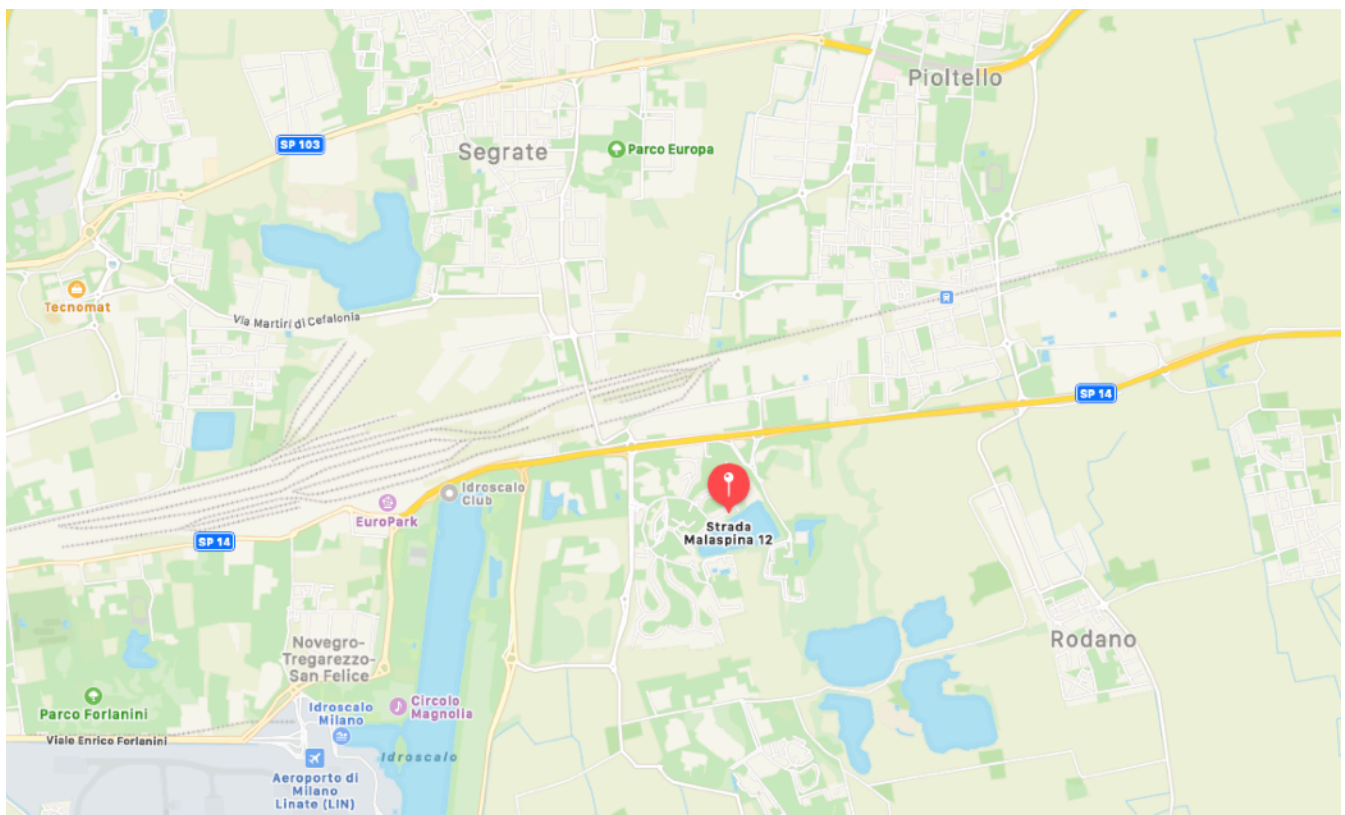 Pioltello
SP 103
Segrate
Parco Europa
Tecnomat
Via Martiri di Cefalonia
SP 14
Idroscalo
Club
EuroPark
Strada
Malaspina 12
SP 14
Novegro-
Tregarezzo-
San Felice
Rodano
Parco Forlanini
Idroscalo
Milano
Circolo
Magnolia
Viale Enrico Forlanini
Idroscalo
Aeroporto di
Milano
Linate (LIN)